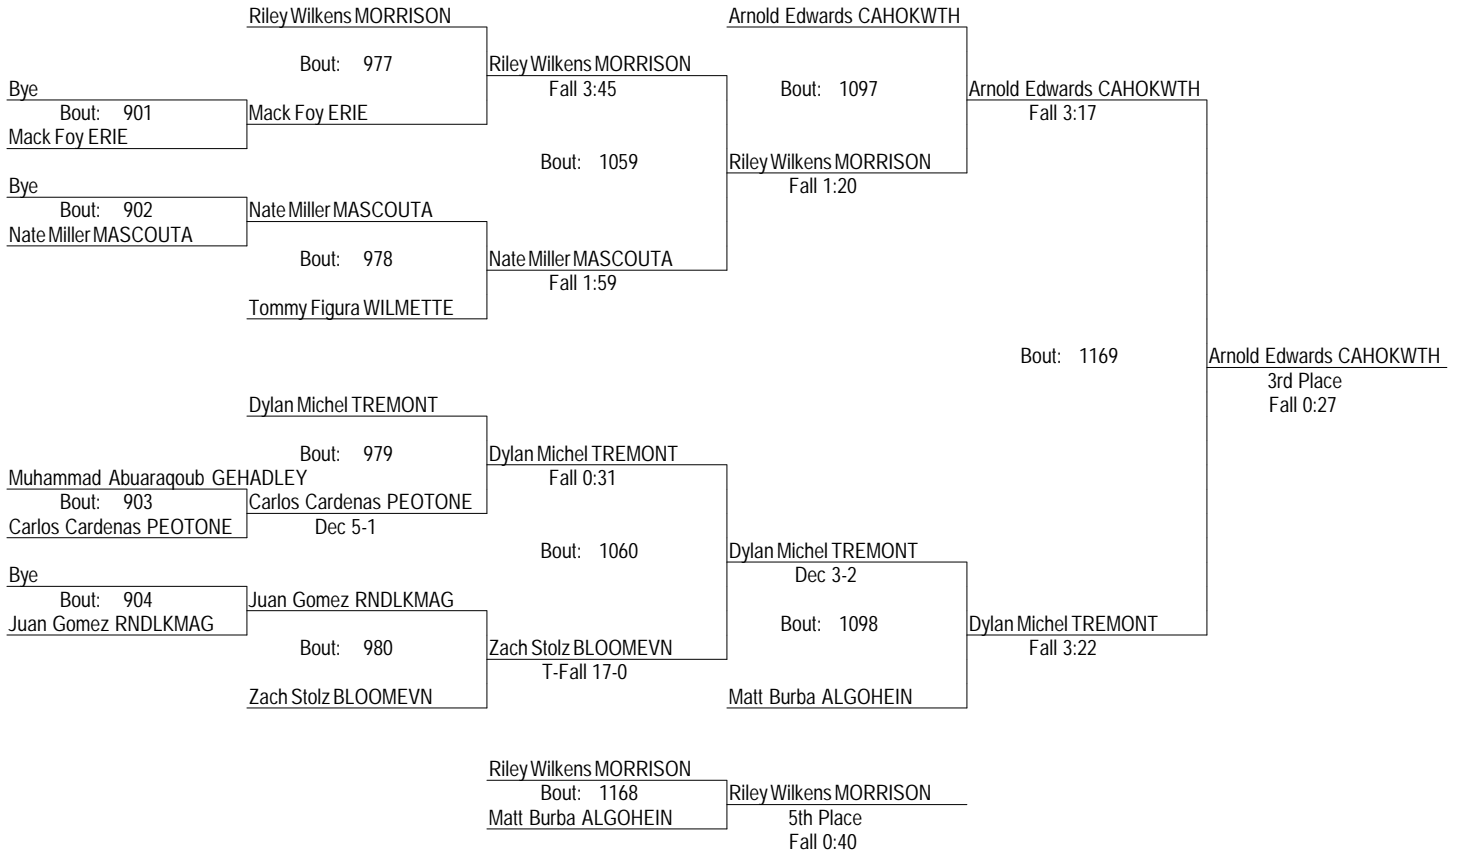 Riley Wilkens MORRISON
Arnold Edwards CAHOKWTH
Bout: 977
Riley Wilkens MORRISON
Fall 3:45
Bye
Bout: 901
Mack Foy ERIE
Mack Foy ERIE
Bout: 1097
Arnold Edwards CAHOKWTH
Fall 3:17
Bout: 1059
Riley Wilkens MORRISON
Fall 1:20
Bye
Bout: 902
Nate Miller MASCOUTA
Nate Miller MASCOUTA
Bout: 978
Nate Miller MASCOUTA
Fall 1:59
Tommy Figura WILMETTE
Bout: 1169
Arnold Edwards CAHOKWTH
3rd Place
Fall 0:27
Dylan Michel TREMONT
Bout: 979
Dylan Michel TREMONT
Fall 0:31
Muhammad Abuaraqoub GEHADLEY
Bout: 903
Carlos Cardenas PEOTONE
Carlos Cardenas PEOTONE
Dec 5-1
Bout: 1060
Dylan Michel TREMONT
Dec 3-2
Bye
Bout: 904
Juan Gomez RNDLKMAG
Juan Gomez RNDLKMAG
Bout: 1098
Dylan Michel TREMONT
Fall 3:22
Bout: 980
Zach Stolz BLOOMEVN
T-Fall 17-0
Zach Stolz BLOOMEVN
Matt Burba ALGOHEIN
Riley Wilkens MORRISON
Bout: 1168
Riley Wilkens MORRISON
Matt Burba ALGOHEIN
5th Place
Fall 0:40